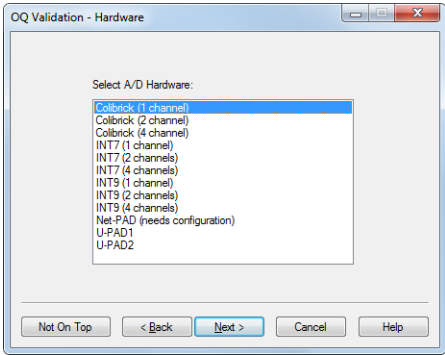 OQ Validation - Hardware
Select A/D Hardware:
Colibrick (1 channel)
Colibrick (2 channel)
Colibrick (4 channel)
INT7 (1 channel)
INT7 (2 channels)
INT7 (4 channels)
INT9 (1 channel)
INT9 (2 channels)
INT9 (4 channels)
Net-PAD (needs configuration)
U-PAD1
U-PAD2
Not On Top < Back Next > Cancel Help